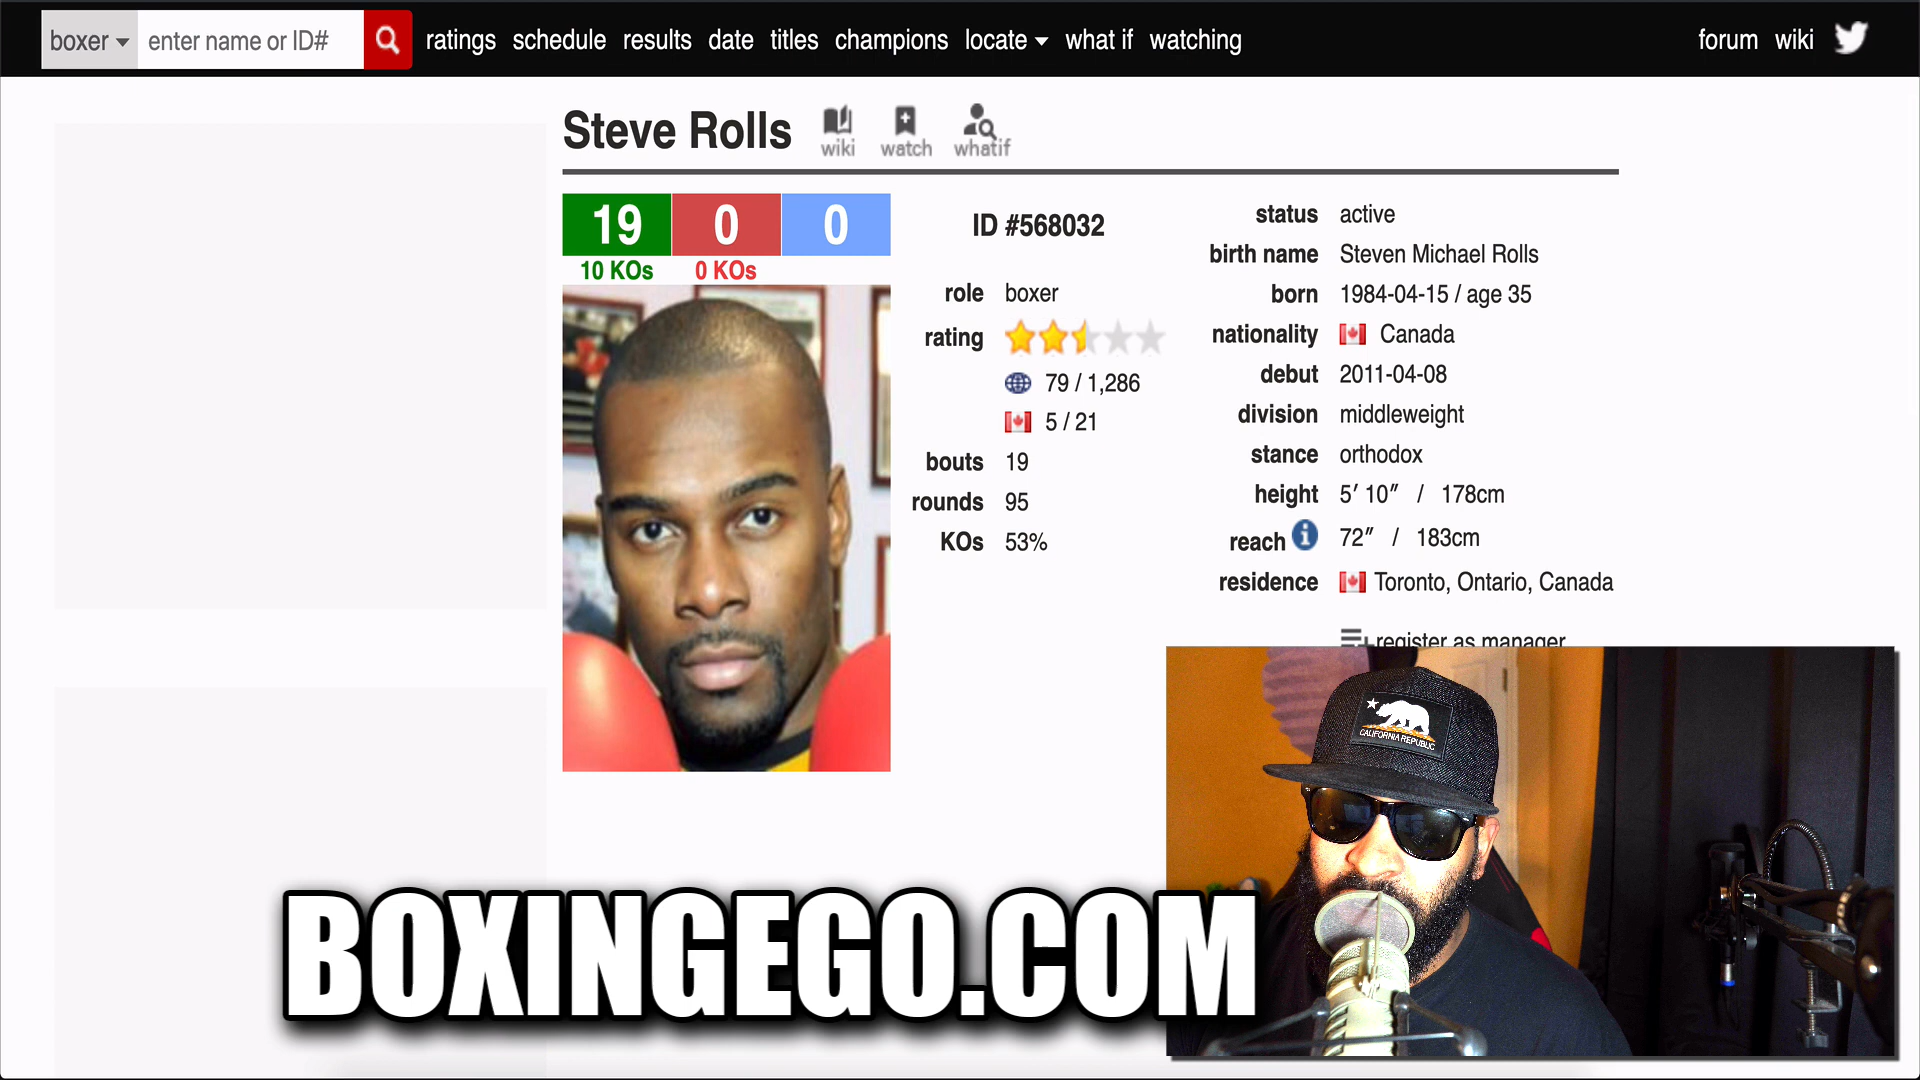 boxer enter name or ID# ratings schedule results date titles champions locate what if watching forum wiki
Steve Rolls wiki watch whatif
19 0 0
10 KOs 0 KOs
ID #568032
role boxer
rating
79 / 1,286
5 / 21
bouts 19
rounds 95
KOs 53%
status active
birth name Steven Michael Rolls
born 1984-04-15 / age 35
nationality Canada
debut 2011-04-08
division middleweight
stance orthodox
height 5′ 10″ / 178cm
reach 72″ / 183cm
residence Toronto, Ontario, Canada
register as manager
CALIFORNIA REPUBLIC
BOXINGEGO.COM